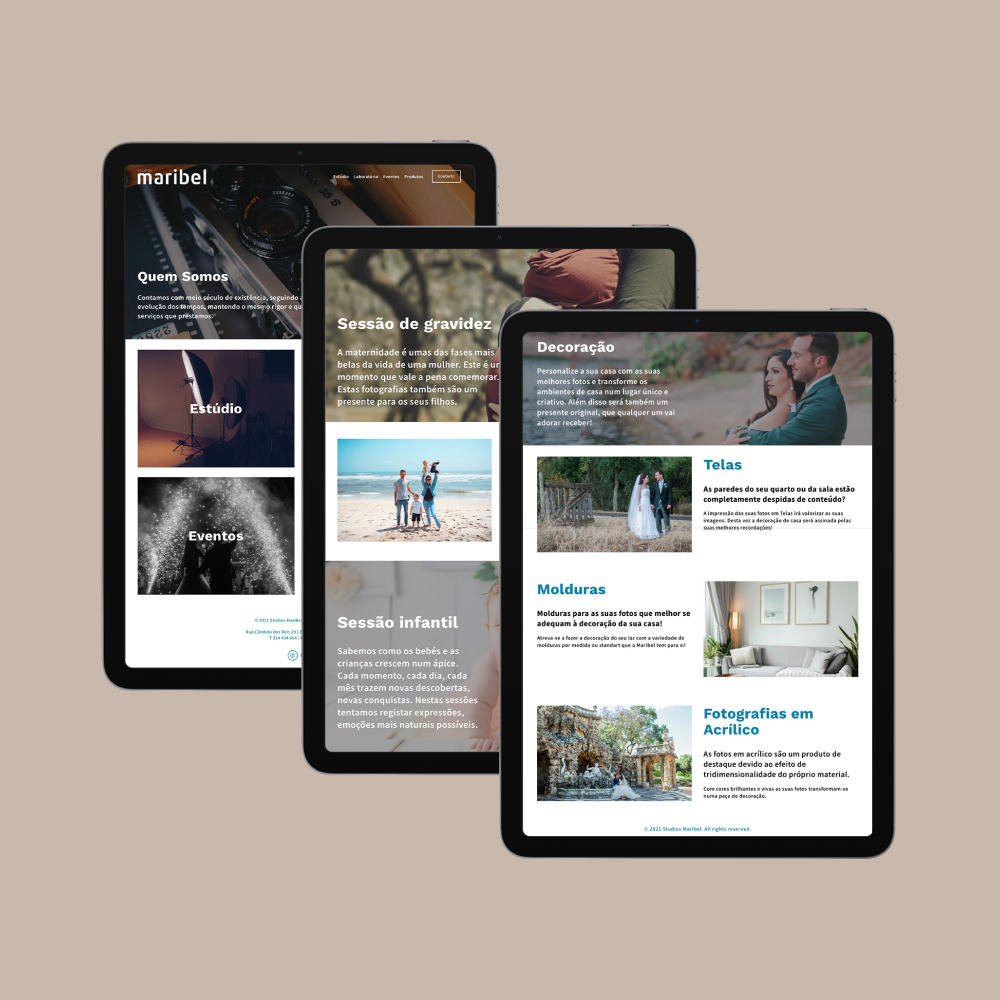 maribel
Estúdio Laboratório Eventos Produtos Contacto
Quem Somos
Contamos com meio século de existência, seguindo
evolução dos tempos, mantendo o mesmo rigor e
serviços que prestamos.
Estúdio
Eventos
© 2021 Studios
Rua Cândido dos Reis
T 214
Sessão de gravidez
A maternidade é umas das fases mais
belas da vida de uma mulher. Este é
momento que vale a pena comemorar.
Estas fotografias também são um
presente para os seus filhos.
Sessão infantil
Sabemos como os bebés e as
crianças crescem num ápice.
Cada momento, cada dia, cada
mês trazem novas descobertas,
novas conquistas. Nestas sessões
tentamos registar expressões,
emoções mais naturais possíveis.
Decoração
Personalize a sua casa com as suas
melhores fotos e transforme os
ambientes de casa num lugar único e
criativo. Além disso será também um
presente original, que qualquer um vai
adorar receber!
Telas
As paredes do seu quarto ou da sala estão
completamente despidas de conteúdo?
A impressão das suas fotos em Telas irá valorizar as suas
imagens. Desta vez a decoração de casa será assinada pelas
suas melhores recordações!
Molduras
Molduras para as suas fotos que melhor se
adequam à decoração da sua casa!
Atreva-se a fazer a decoração do seu lar com a variedade de
molduras por medida ou standart que a Maribel tem para si!
Fotografias em
Acrílico
As fotos em acrílico são um produto de
destaque devido ao efeito de
tridimensionalidade do próprio material.
Com cores brilhantes e vivas as suas fotos transformam-se
numa peça de decoração.
© 2021 Studios Maribel. All rights reserved.